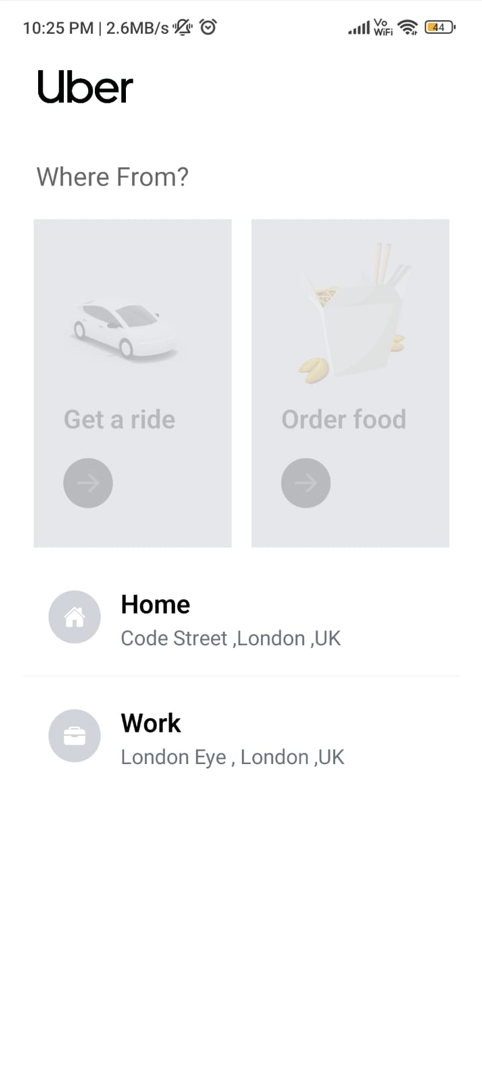 10:25 PM | 2.6MB/s Vo WiFi 44
Uber
Where From?
Get a ride
Order food
Home
Code Street ,London ,UK
Work
London Eye , London ,UK